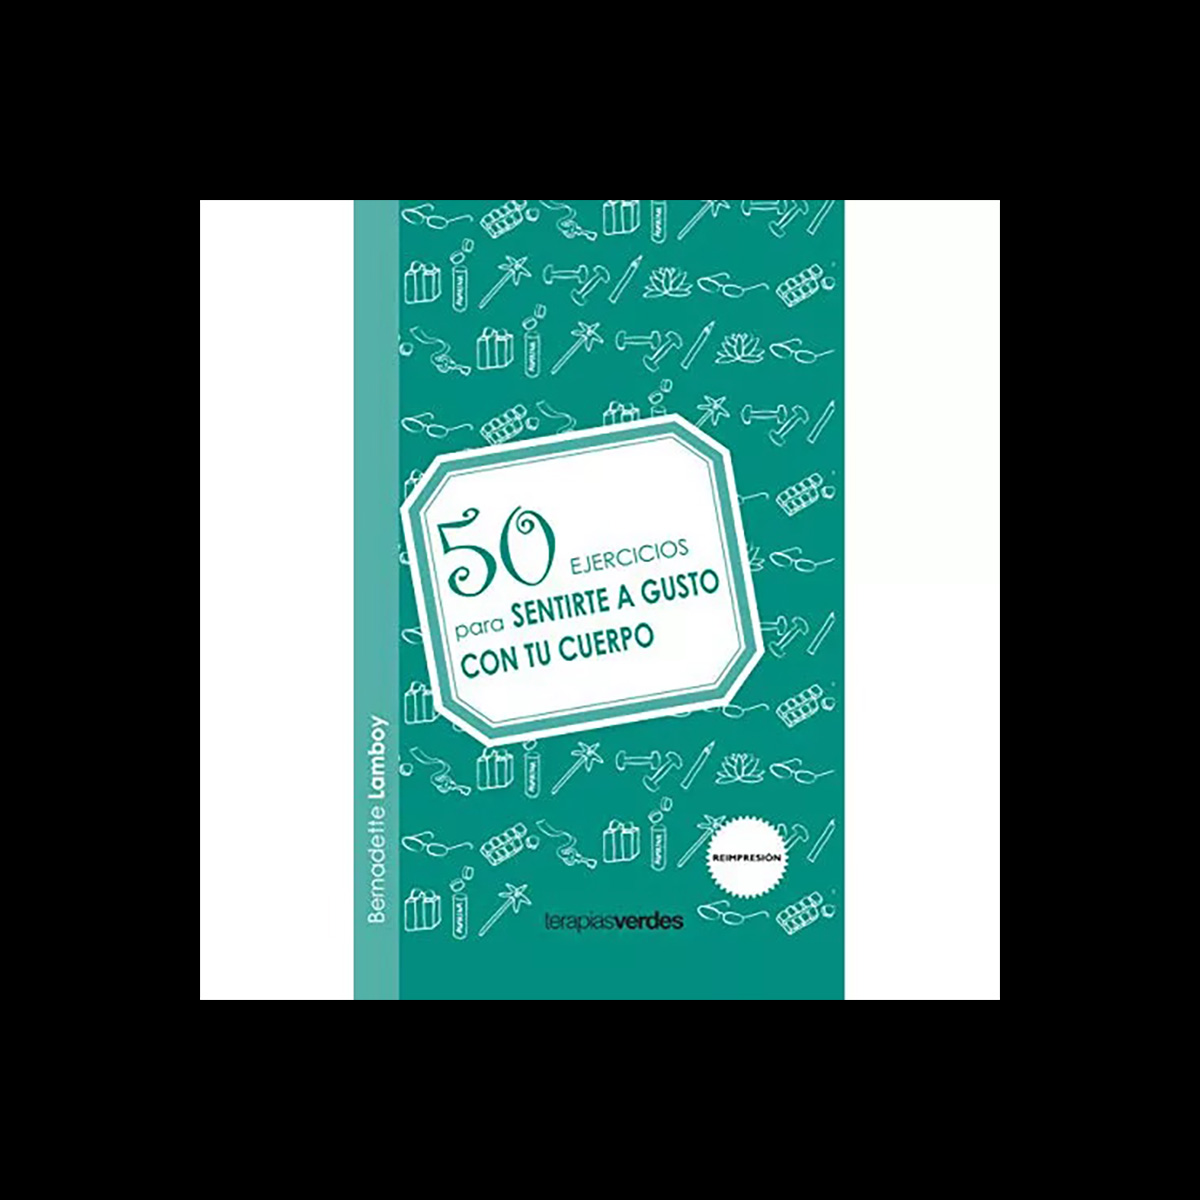 50 EJERCICIOS
para SENTIRTE A GUSTO
CON TU CUERPO
Bernadette Lamboy
REIMPRESIÓN
terapiasverdes